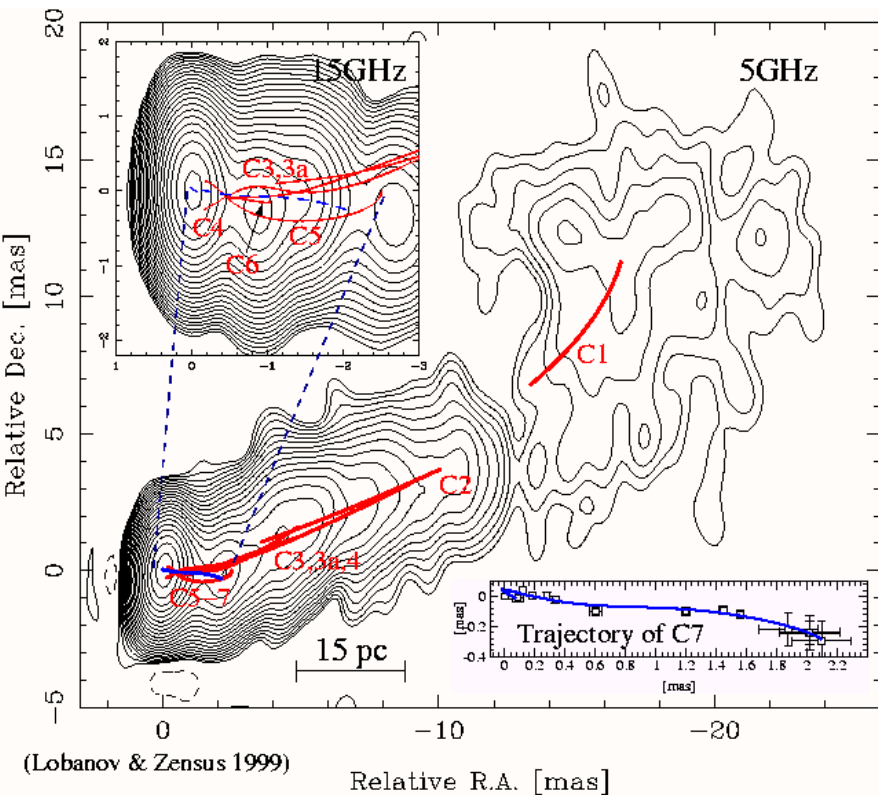 20
15
10
5
0
−5
Relative Dec. [mas]
0
−10
−20
Relative R.A. [mas]
15GHz
2
1
0
−1
−2
1
0
−1
−2
−3
C3,3a
C4
C5
C6
5GHz
C1
C2
C3,3a,4
C5−7
15 pc
0
−0.2
−0.4
[mas]
Trajectory of C7
0
0.2
0.4
0.6
0.8
1
1.2
1.4
1.6
1.8
2
2.2
[mas]
(Lobanov & Zensus 1999)